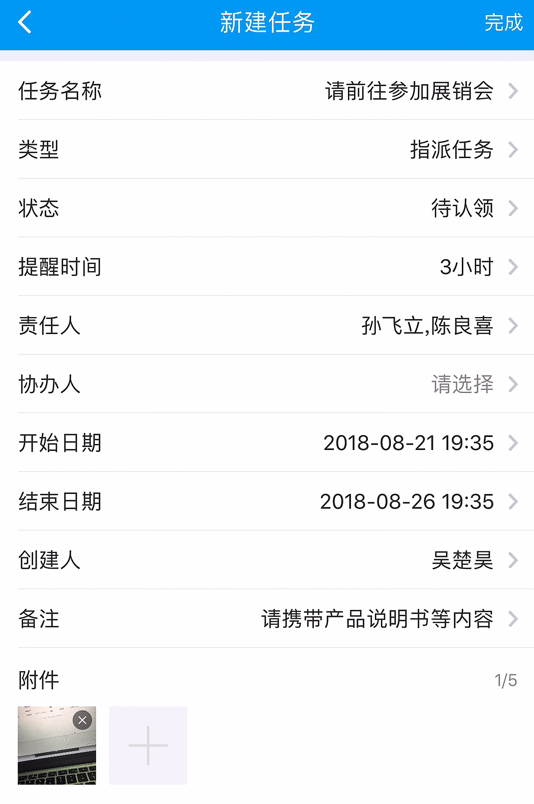 新建任务 完成
任务名称 请前往参加展销会
类型 指派任务
状态 待认领
提醒时间 3小时
责任人 孙飞立,陈良喜
协办人 请选择
开始日期 2018-08-21 19:35
结束日期 2018-08-26 19:35
创建人 吴楚昊
备注 请携带产品说明书等内容
附件 1/5